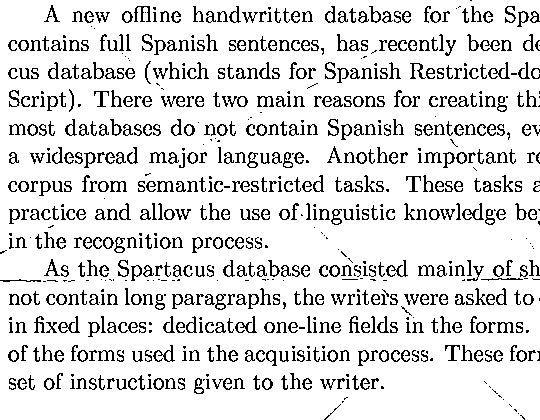 A new offline handwritten database for the Spa
contains full Spanish sentences, has recently been de
cus database (which stands for Spanish Restricted-do
Script). There were two main reasons for creating thi
most databases do not contain Spanish sentences, ev
a widespread major language. Another important re
corpus from semantic-restricted tasks. These tasks a
practice and allow the use of linguistic knowledge bey
in the recognition process.
As the Spartacus database consisted mainly of sh
not contain long paragraphs, the writers were asked to
in fixed places: dedicated one-line fields in the forms.
of the forms used in the acquisition process. These for
set of instructions given to the writer.